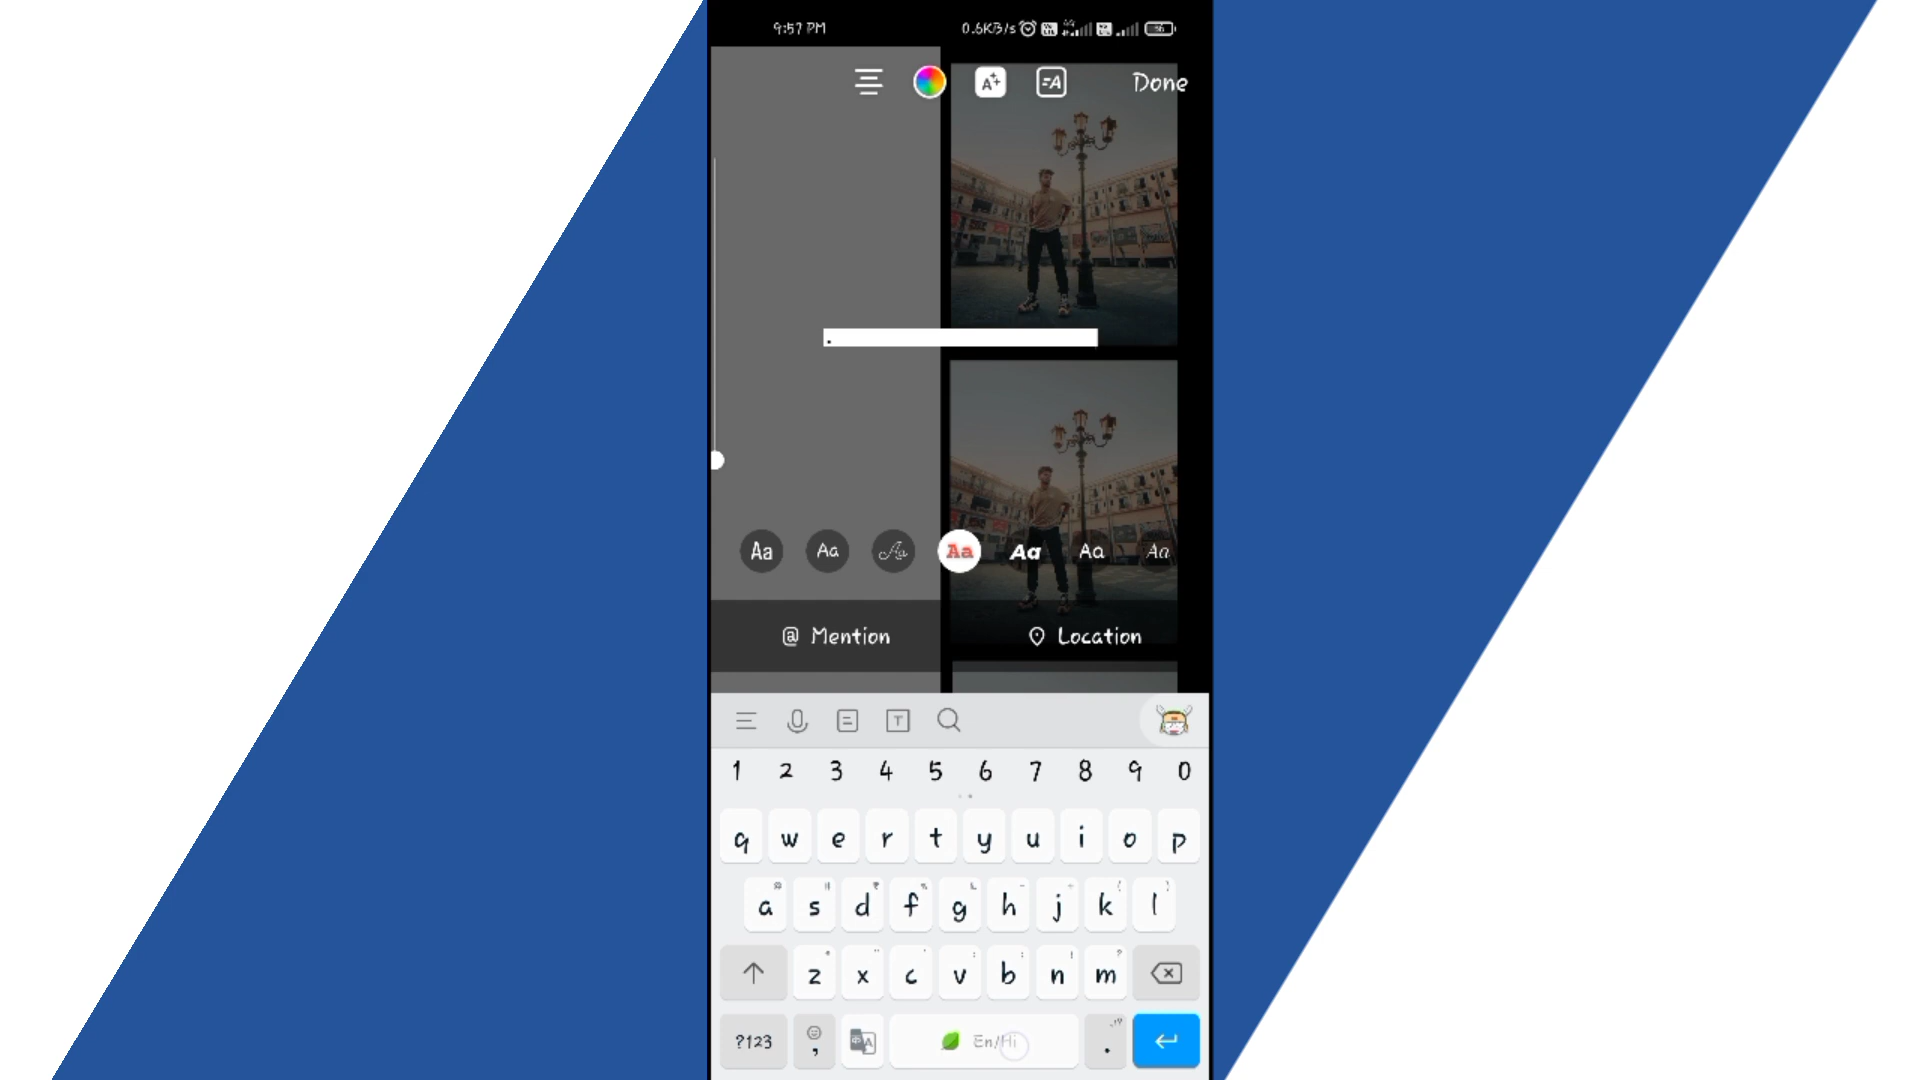 9:57 PM 0.6KB/s
A+ =A Done
.
Aa Aa Aa Aa Aa Aa Aa
@ Mention Location
T
1 2 3 4 5 6 7 8 9 0
q w e r t y u i o p
a s d f g h j k l
z x c v b n m
?123 , En/Hi .